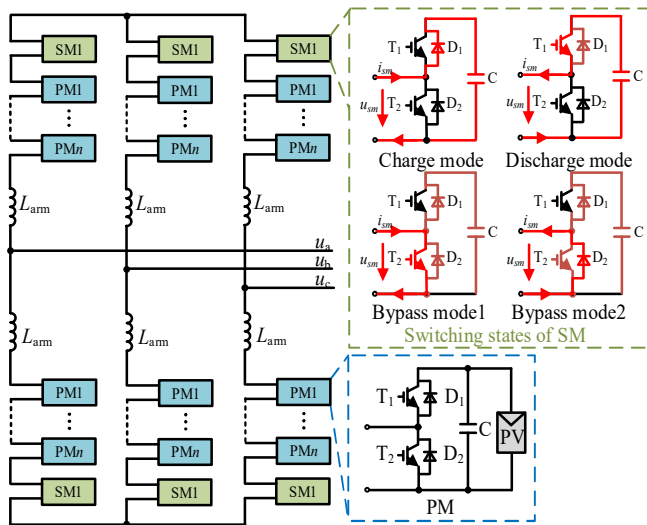 SM1 SM1 SM1
PM1 PM1 PM1
PMn PMn PMn
Larm Larm Larm
ua
ub
uc
Larm Larm Larm
PM1 PM1 PM1
PMn PMn PMn
SM1 SM1 SM1
T1 D1 C ism usm T2 D2
Charge mode
T1 D1 C ism usm T2 D2
Discharge mode
T1 D1 C ism usm T2 D2
Bypass mode1
T1 D1 C ism usm T2 D2
Bypass mode2
Switching states of SM
T1 D1 C PV
T2 D2
PM